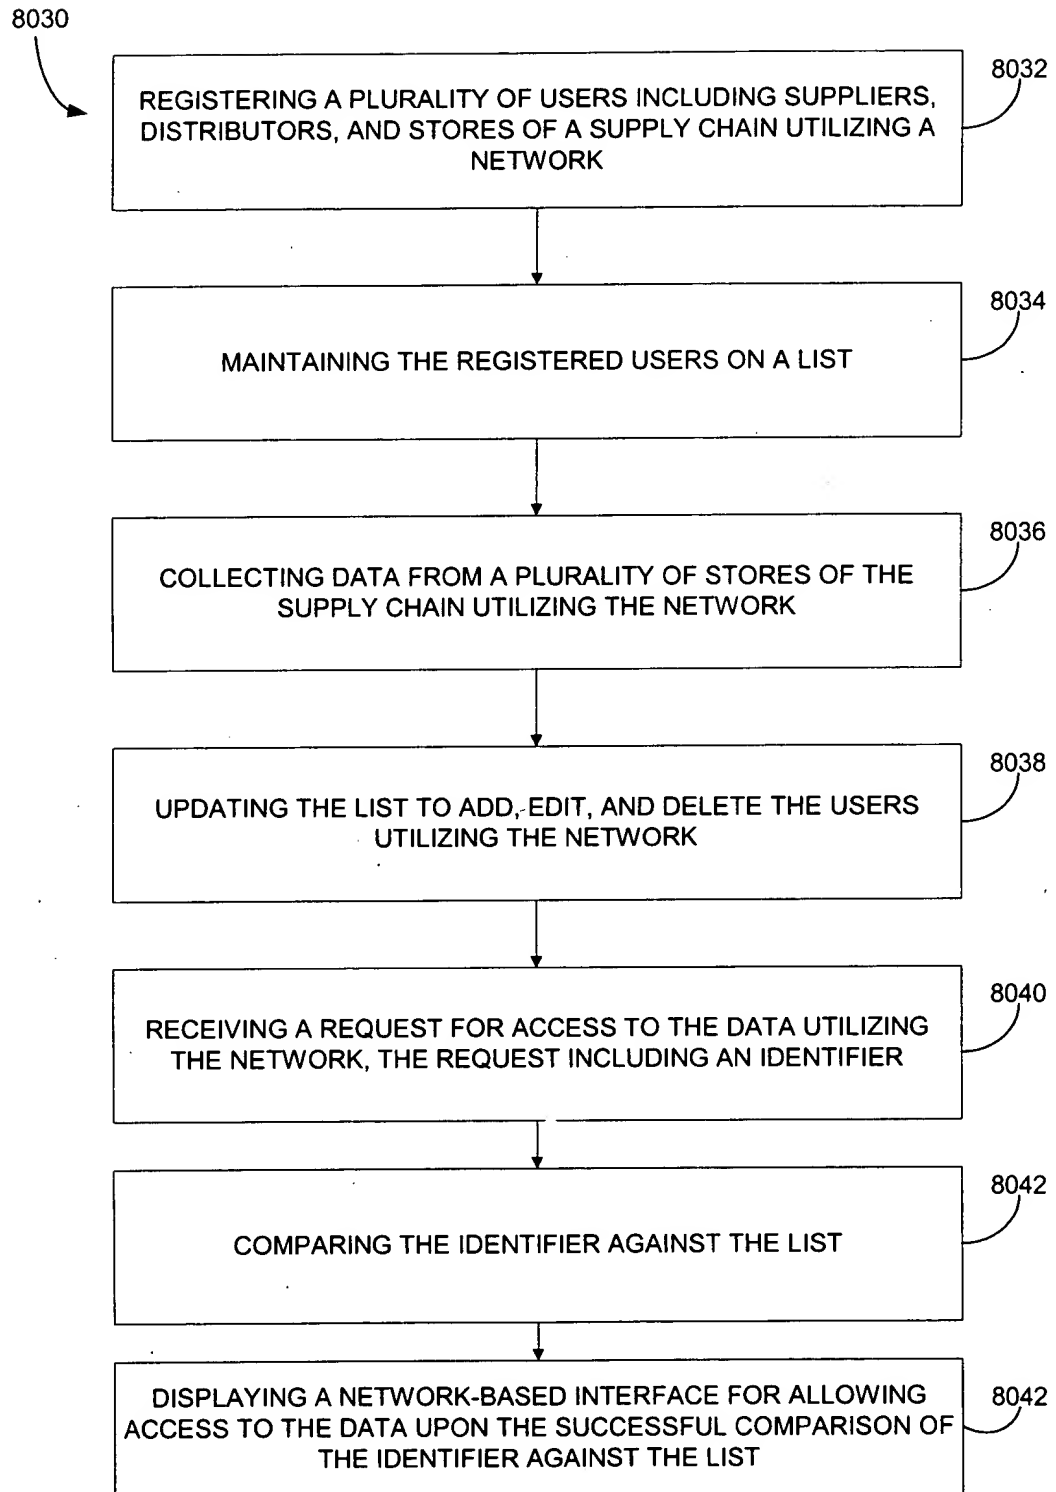 8030
8032
REGISTERING A PLURALITY OF USERS INCLUDING SUPPLIERS,
DISTRIBUTORS, AND STORES OF A SUPPLY CHAIN UTILIZING A
NETWORK
8034
MAINTAINING THE REGISTERED USERS ON A LIST
8036
COLLECTING DATA FROM A PLURALITY OF STORES OF THE
SUPPLY CHAIN UTILIZING THE NETWORK
8038
UPDATING THE LIST TO ADD, EDIT, AND DELETE THE USERS
UTILIZING THE NETWORK
8040
RECEIVING A REQUEST FOR ACCESS TO THE DATA UTILIZING
THE NETWORK, THE REQUEST INCLUDING AN IDENTIFIER
8042
COMPARING THE IDENTIFIER AGAINST THE LIST
8042
DISPLAYING A NETWORK-BASED INTERFACE FOR ALLOWING
ACCESS TO THE DATA UPON THE SUCCESSFUL COMPARISON OF
THE IDENTIFIER AGAINST THE LIST